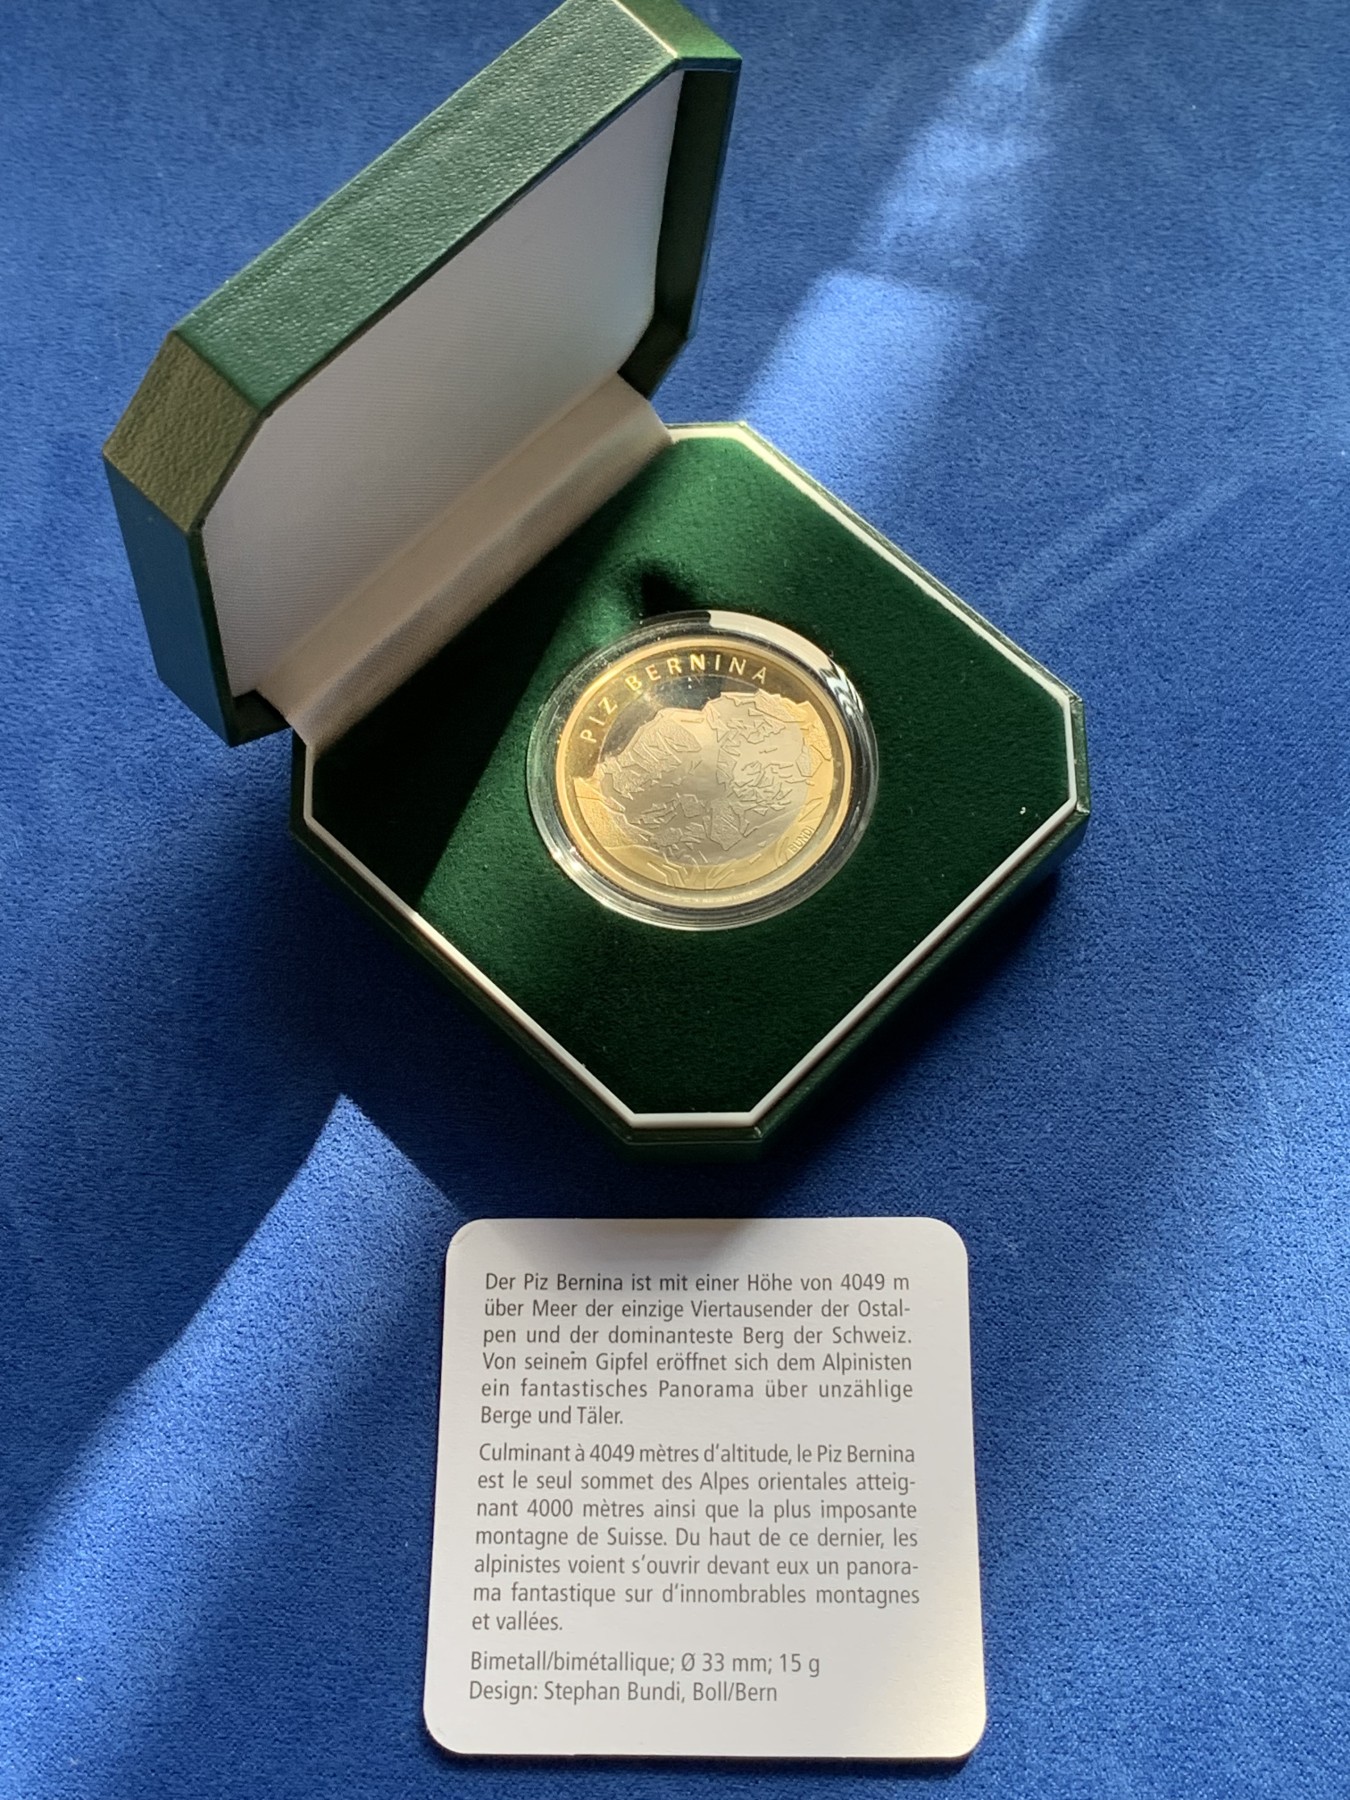 PIZ BERNINA
BUNDI
Der Piz Bernina ist mit einer Höhe von 4049 m
über Meer der einzige Viertausender der Ostal-
pen und der dominanteste Berg der Schweiz.
Von seinem Gipfel eröffnet sich dem Alpinisten
ein fantastisches Panorama über unzählige
Berge und Täler.
Culminant à 4049 mètres d'altitude, le Piz Bernina
est le seul sommet des Alpes orientales atteig-
nant 4000 mètres ainsi que la plus imposante
montagne de Suisse. Du haut de ce dernier, les
alpinistes voient s'ouvrir devant eux un panora-
ma fantastique sur d'innombrables montagnes
et vallées.
Bimetall/bimétallique; Ø 33 mm; 15 g
Design: Stephan Bundi, Boll/Bern